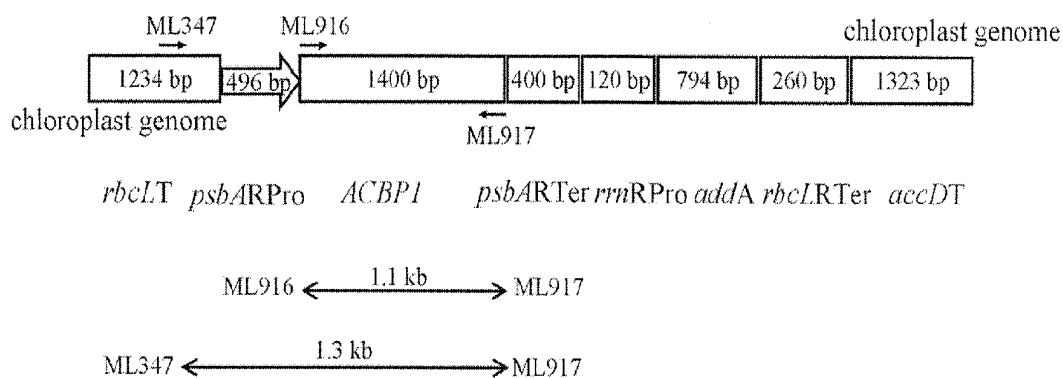 ML347
ML916
chloroplast genome
1234 bp
496 bp
1400 bp
400 bp
120 bp
794 bp
260 bp
1323 bp
chloroplast genome
ML917
rbcLT psbARPro ACBP1 psbARTer rrnRPro addA rbcLRTer accDT
ML916 1.1 kb ML917
ML347 1.3 kb ML917